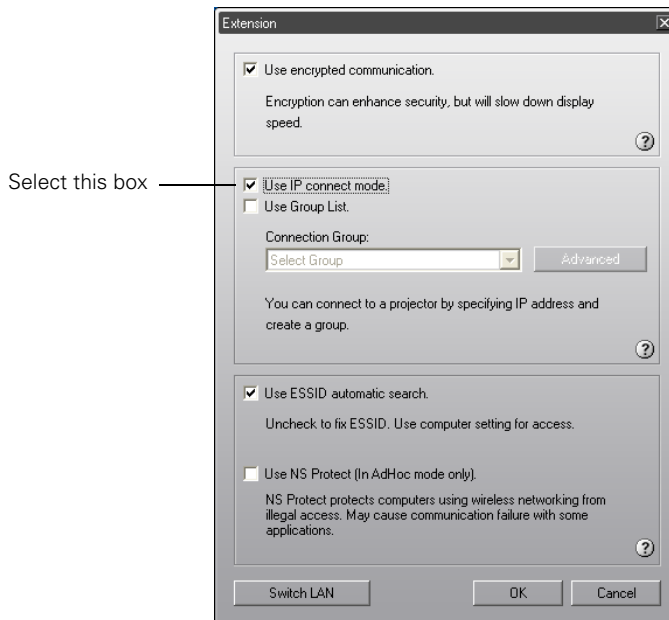 Extension
Use encrypted communication.
Encryption can enhance security, but will slow down display
speed.
?
Select this box
Use IP connect mode.
Use Group List.
Connection Group:
Select Group
Advanced
You can connect to a projector by specifying IP address and
create a group.
?
Use ESSID automatic search.
Uncheck to fix ESSID. Use computer setting for access.
Use NS Protect (In AdHoc mode only).
NS Protect protects computers using wireless networking from
illegal access. May cause communication failure with some
applications.
?
Switch LAN
OK
Cancel